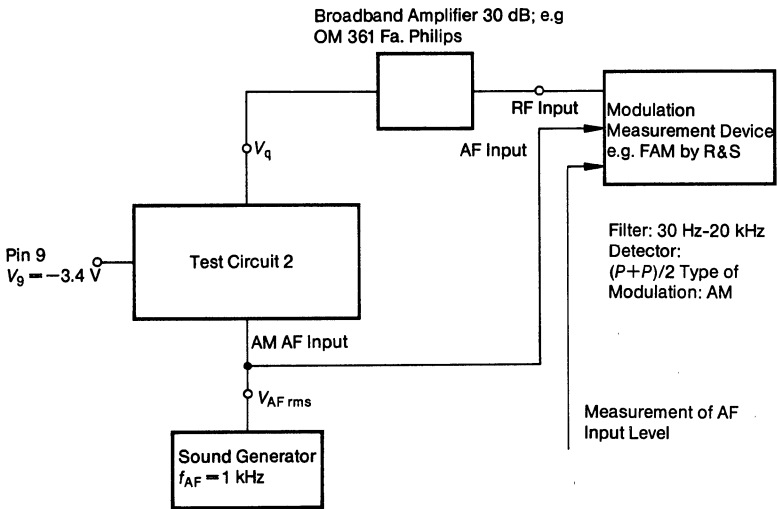 Broadband Amplifier 30 dB; e.g
OM 361 Fa. Philips
RF Input
Modulation
Measurement Device
e.g. FAM by R&S
AF Input
Vq
Filter: 30 Hz-20 kHz
Detector:
(P+P)/2 Type of
Modulation: AM
Pin 9
V9 = −3.4 V
Test Circuit 2
AM AF Input
VAF rms
Measurement of AF
Input Level
Sound Generator
fAF = 1 kHz